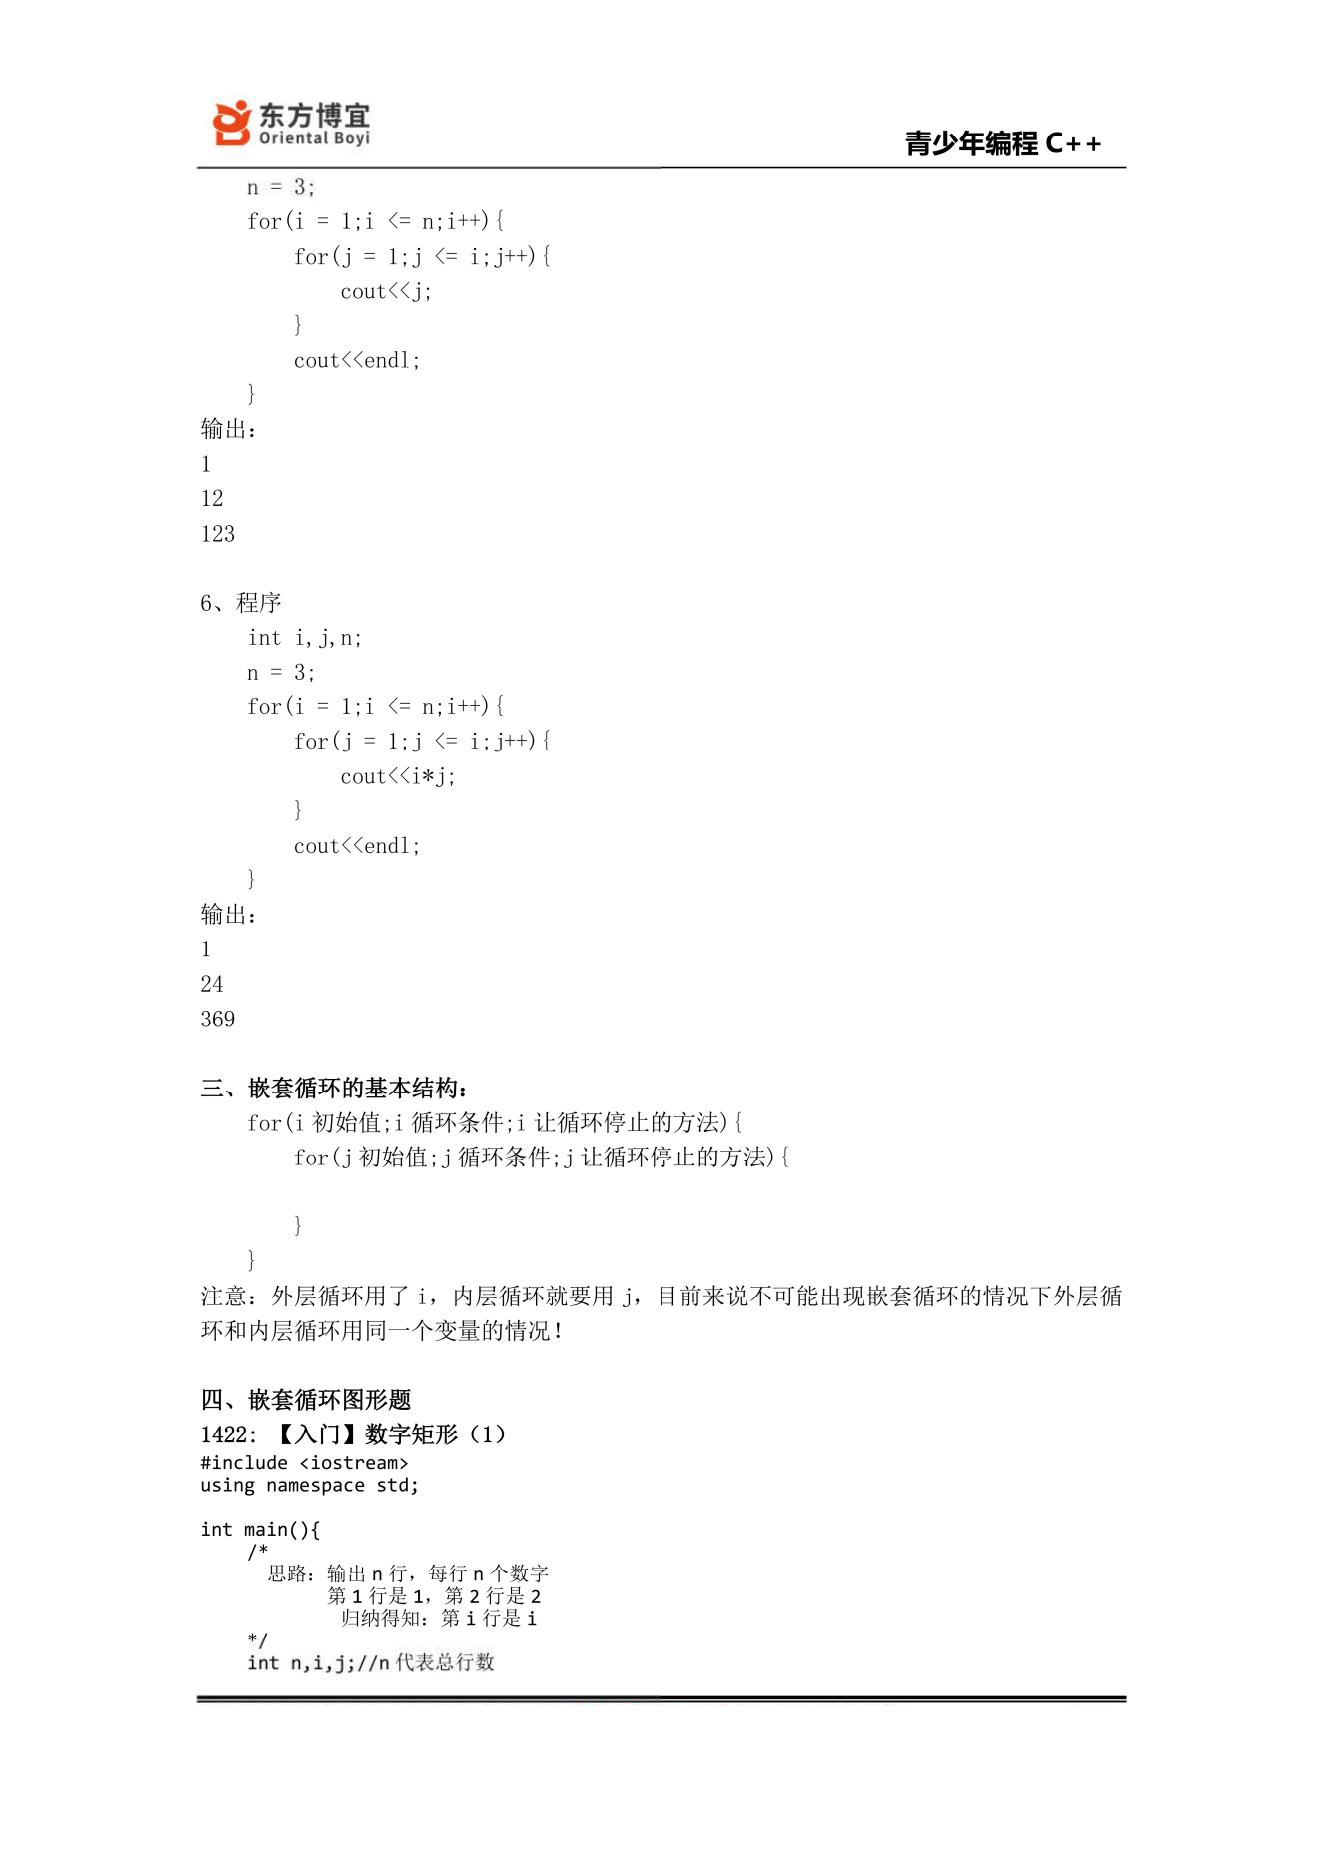 东方博宜
Oriental Boyi
青少年编程 C++
n = 3;
for(i = 1;i <= n;i++){
for(j = 1;j <= i;j++){
cout<<j;
}
cout<<endl;
}
输出：
1
12
123
6、程序
int i,j,n;
n = 3;
for(i = 1;i <= n;i++){
for(j = 1;j <= i;j++){
cout<<i*j;
}
cout<<endl;
}
输出：
1
24
369
三、嵌套循环的基本结构：
for(i 初始值;i 循环条件;i 让循环停止的方法){
for(j 初始值;j 循环条件;j 让循环停止的方法){
}
}
注意：外层循环用了 i，内层循环就要用 j，目前来说不可能出现嵌套循环的情况下外层循
环和内层循环用同一个变量的情况！
四、嵌套循环图形题
1422: 【入门】数字矩形（1）
#include <iostream>
using namespace std;
int main(){
/*
思路：输出 n 行，每行 n 个数字
第 1 行是 1，第 2 行是 2
归纳得知：第 i 行是 i
*/
int n,i,j;//n 代表总行数